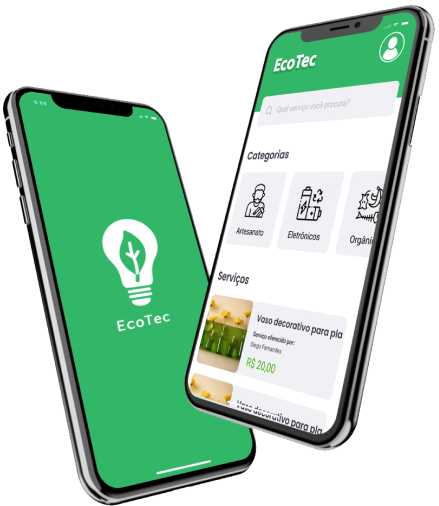 EcoTec
EcoTec
Qual serviço você procura?
Categorias
Artesanato
Eletrônicos
Orgâni
Serviços
Vaso decorativo para pla
Serviço oferecido por:
Diego Fernandes
R$ 20,00
Vaso decorativo para pla